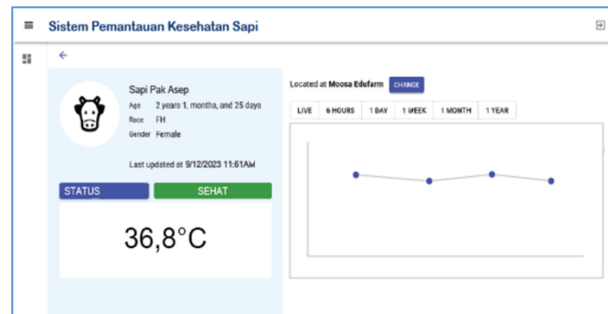 Sistem Pemantauan Kesehatan Sapi
Sapi Pak Asep
Age 2 years 1, months, and 25 days
Race FH
Gender Female
Last updated at 9/12/2023 11:61AM
STATUS SEHAT
36,8°C
Located at Moosa Edufarm CHANGE
LIVE 6 HOURS 1 DAY 1 WEEK 1 MONTH 1 YEAR